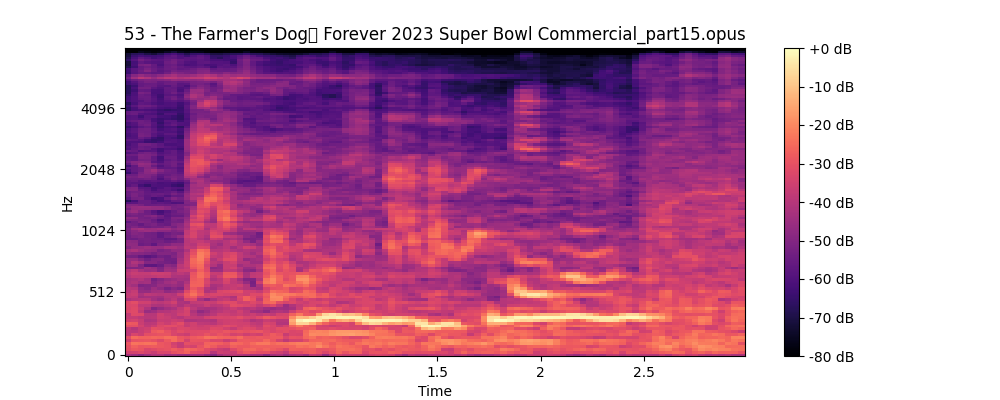 53 - The Farmer's Dog▯ Forever 2023 Super Bowl Commercial_part15.opus
+0 dB
-10 dB
-20 dB
-30 dB
-40 dB
-50 dB
-60 dB
-70 dB
-80 dB
4096
2048
1024
512
0
Hz
0
0.5
1
1.5
2
2.5
Time